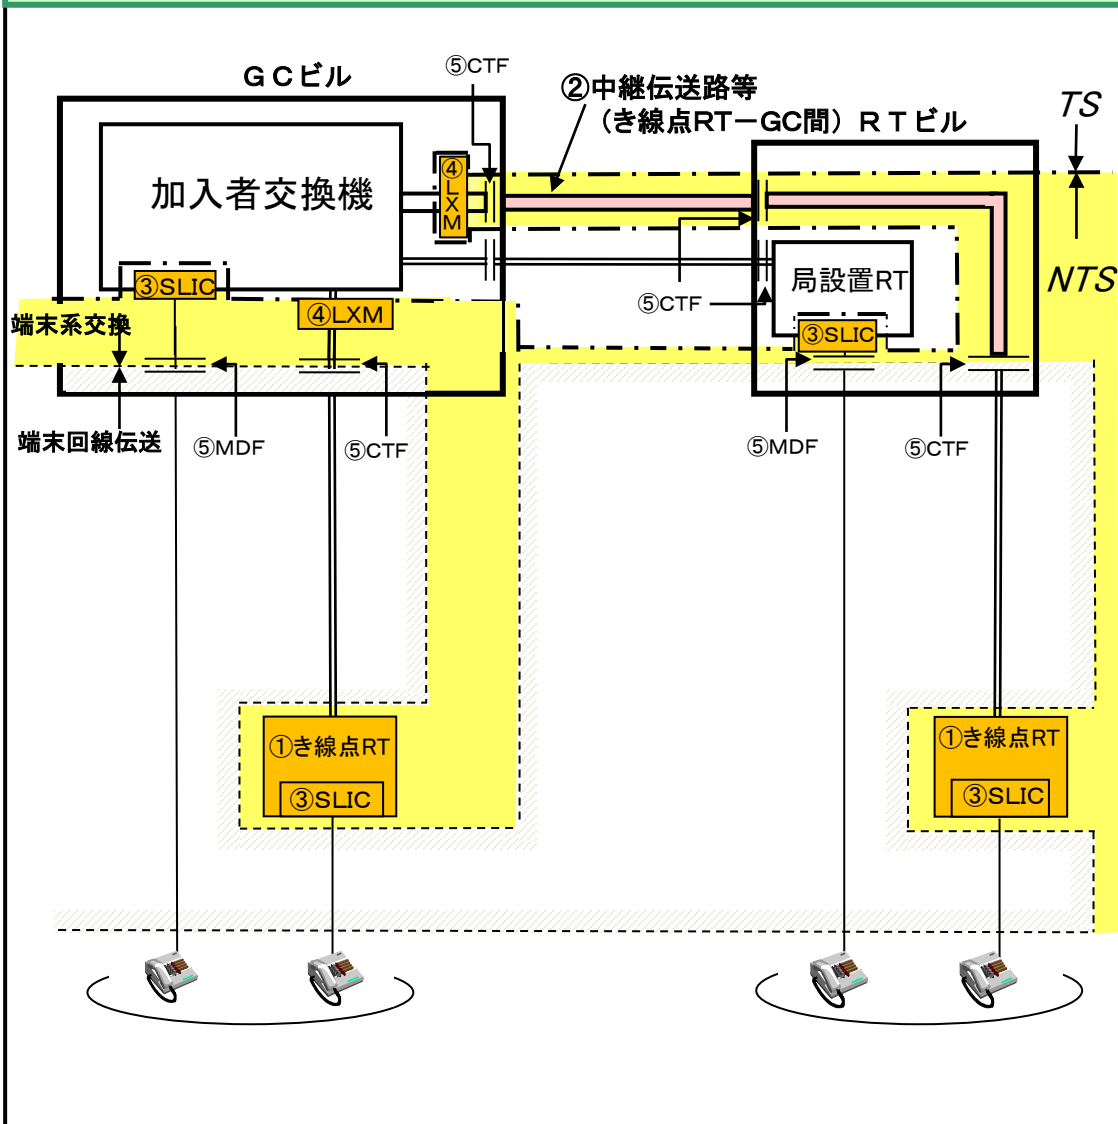 GCビル
⑤CTF
②中継伝送路等
（き線点RT－GC間）
RTビル
TS
加入者交換機
④LXM
③SLIC
④LXM
端末系交換
端末回線伝送
⑤MDF
⑤CTF
⑤CTF
局設置RT
③SLIC
NTS
⑤MDF
⑤CTF
①き線点RT
③SLIC
①き線点RT
③SLIC